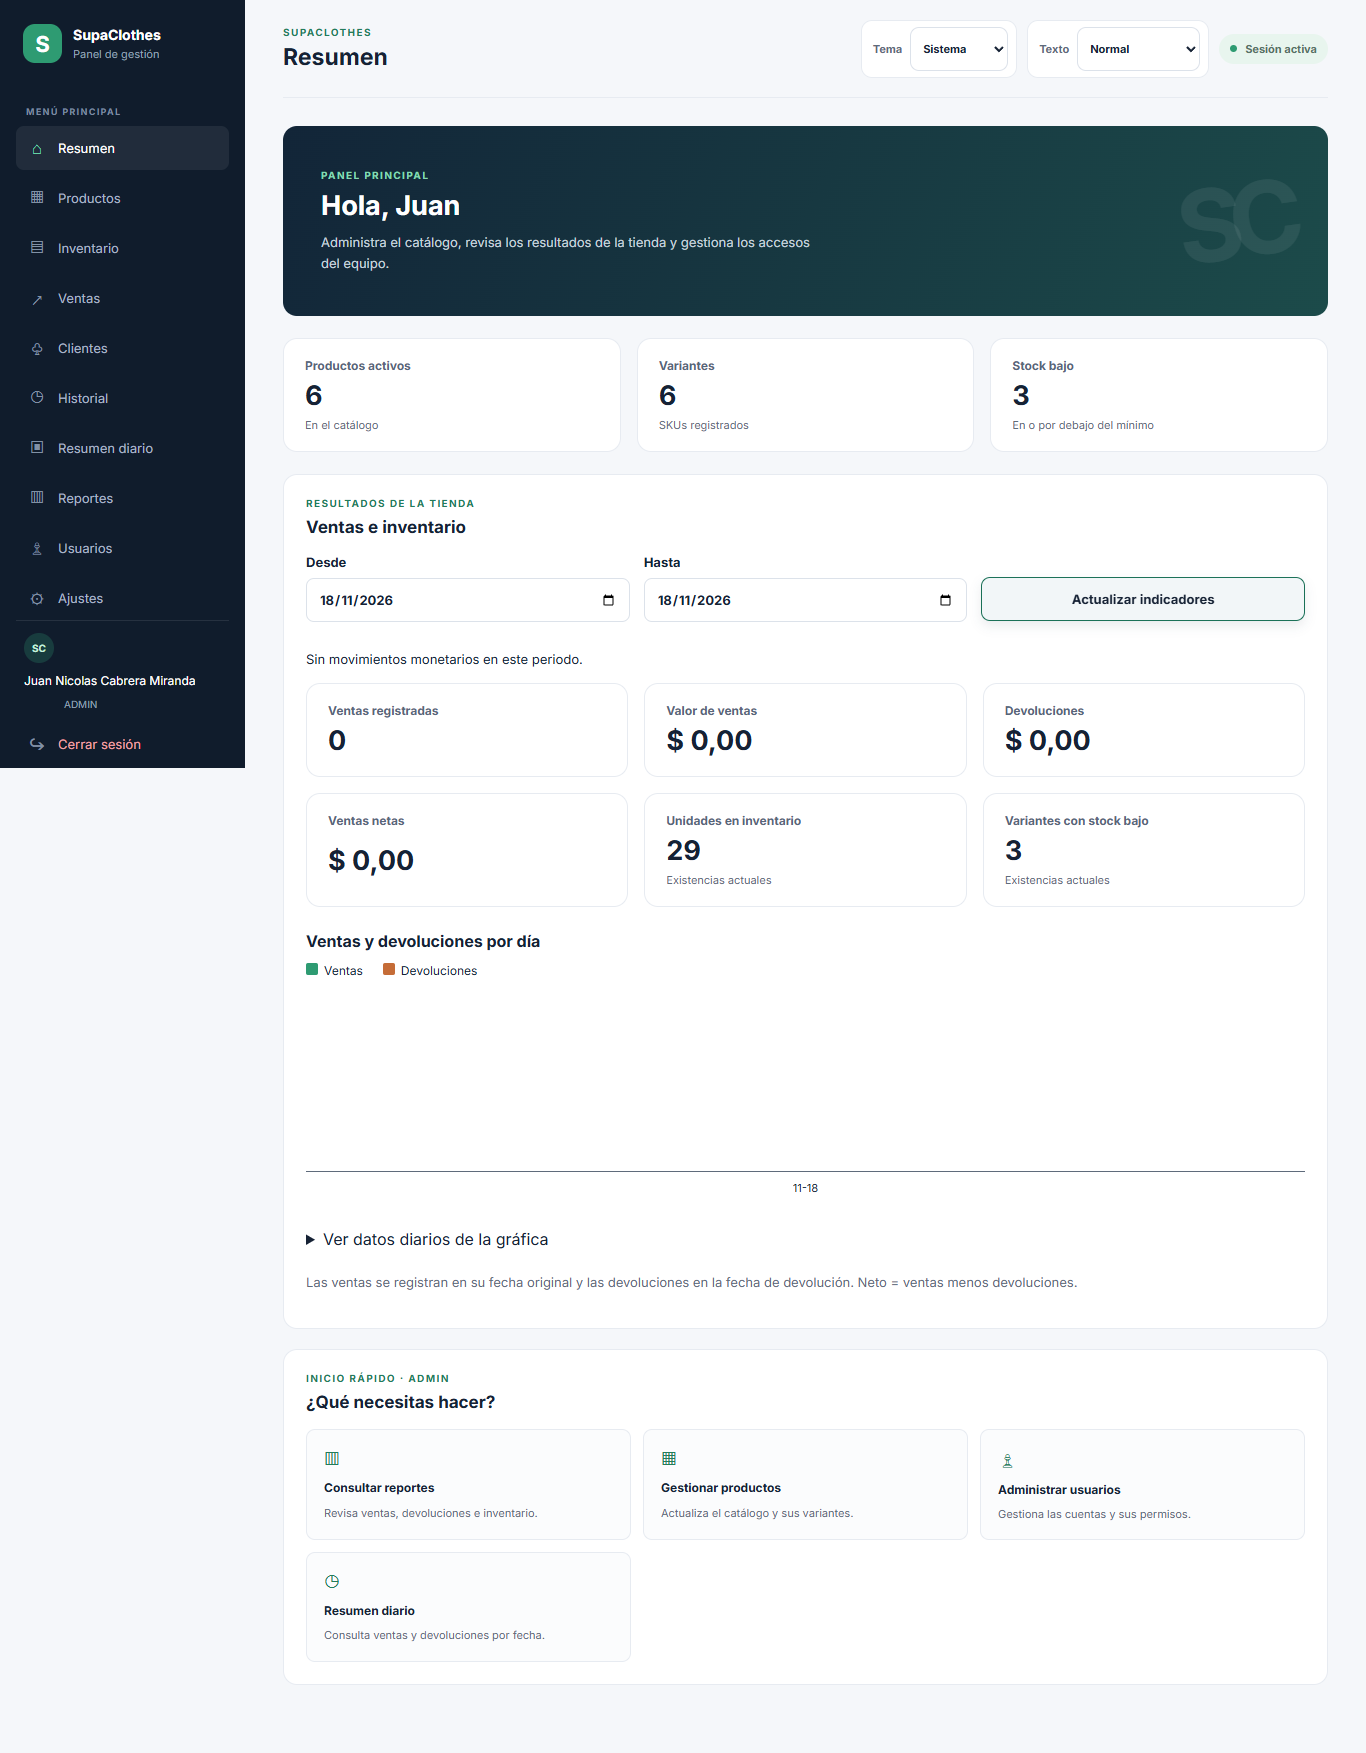 S
SupaClothes
Panel de gestión
MENÚ PRINCIPAL
Resumen
Productos
Inventario
Ventas
Clientes
Historial
Resumen diario
Reportes
Usuarios
Ajustes
SC
Juan Nicolas Cabrera Miranda
ADMIN
Cerrar sesión
SUPACLOTHES
Resumen
Tema
Sistema
Texto
Normal
Sesión activa
PANEL PRINCIPAL
Hola, Juan
Administra el catálogo, revisa los resultados de la tienda y gestiona los accesos
del equipo.
SC
Productos activos
6
En el catálogo
Variantes
6
SKUs registrados
Stock bajo
3
En o por debajo del mínimo
RESULTADOS DE LA TIENDA
Ventas e inventario
Desde
18/11/2026
Hasta
18/11/2026
Actualizar indicadores
Sin movimientos monetarios en este periodo.
Ventas registradas
0
Valor de ventas
$ 0,00
Devoluciones
$ 0,00
Ventas netas
$ 0,00
Unidades en inventario
29
Existencias actuales
Variantes con stock bajo
3
Existencias actuales
Ventas y devoluciones por día
Ventas
Devoluciones
11-18
Ver datos diarios de la gráfica
Las ventas se registran en su fecha original y las devoluciones en la fecha de devolución. Neto = ventas menos devoluciones.
INICIO RÁPIDO · ADMIN
¿Qué necesitas hacer?
Consultar reportes
Revisa ventas, devoluciones e inventario.
Gestionar productos
Actualiza el catálogo y sus variantes.
Administrar usuarios
Gestiona las cuentas y sus permisos.
Resumen diario
Consulta ventas y devoluciones por fecha.